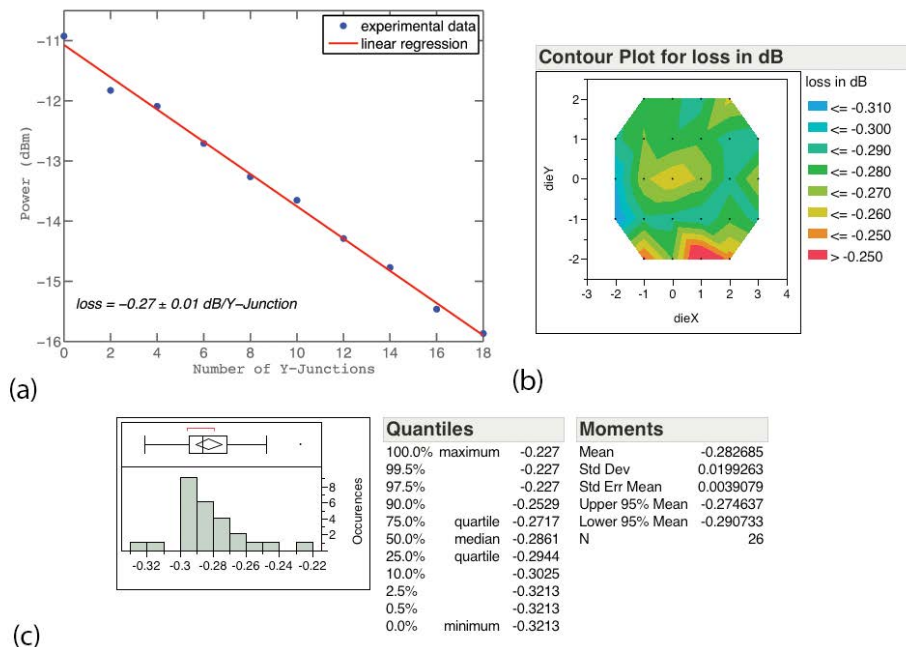 (a)
experimental data
linear regression
Power (dBm)
−11
−12
−13
−14
−15
−16
loss = −0.27 ± 0.01 dB/Y−Junction
0 2 4 6 8 10 12 14 16 18
Number of Y-Junctions
(b)
Contour Plot for loss in dB
dieY
2
1
0
-1
-2
-3 -2 -1 0 1 2 3 4
dieX
loss in dB
<= -0.310
<= -0.300
<= -0.290
<= -0.280
<= -0.270
<= -0.260
<= -0.250
> -0.250
(c)
8
6
4
2
Occurences
-0.32 -0.3 -0.28 -0.26 -0.24 -0.22
Quantiles
100.0% maximum -0.227
99.5% -0.227
97.5% -0.227
90.0% -0.2529
75.0% quartile -0.2717
50.0% median -0.2861
25.0% quartile -0.2944
10.0% -0.3025
2.5% -0.3213
0.5% -0.3213
0.0% minimum -0.3213
Moments
Mean -0.282685
Std Dev 0.0199263
Std Err Mean 0.0039079
Upper 95% Mean -0.274637
Lower 95% Mean -0.290733
N 26